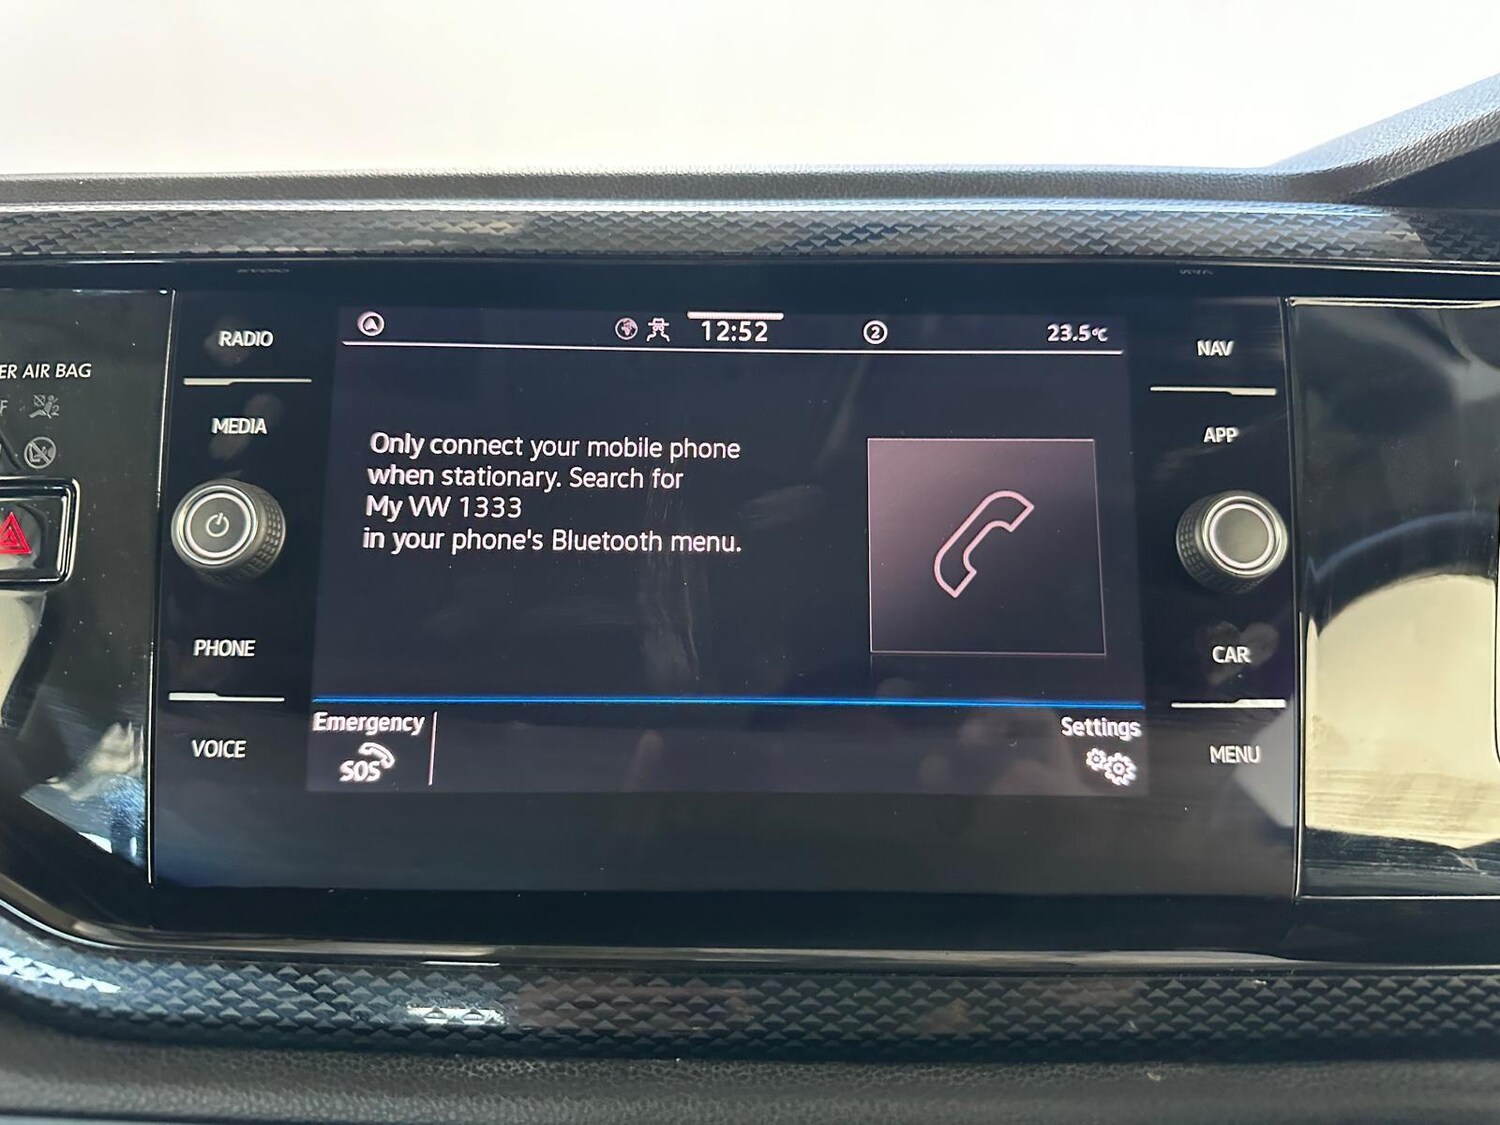 RADIO
MEDIA
PHONE
VOICE
ER AIR BAG
12:52
2
23.5°C
Only connect your mobile phone
when stationary. Search for
My VW 1333
in your phone's Bluetooth menu.
Emergency
SOS
Settings
NAV
APP
CAR
MENU